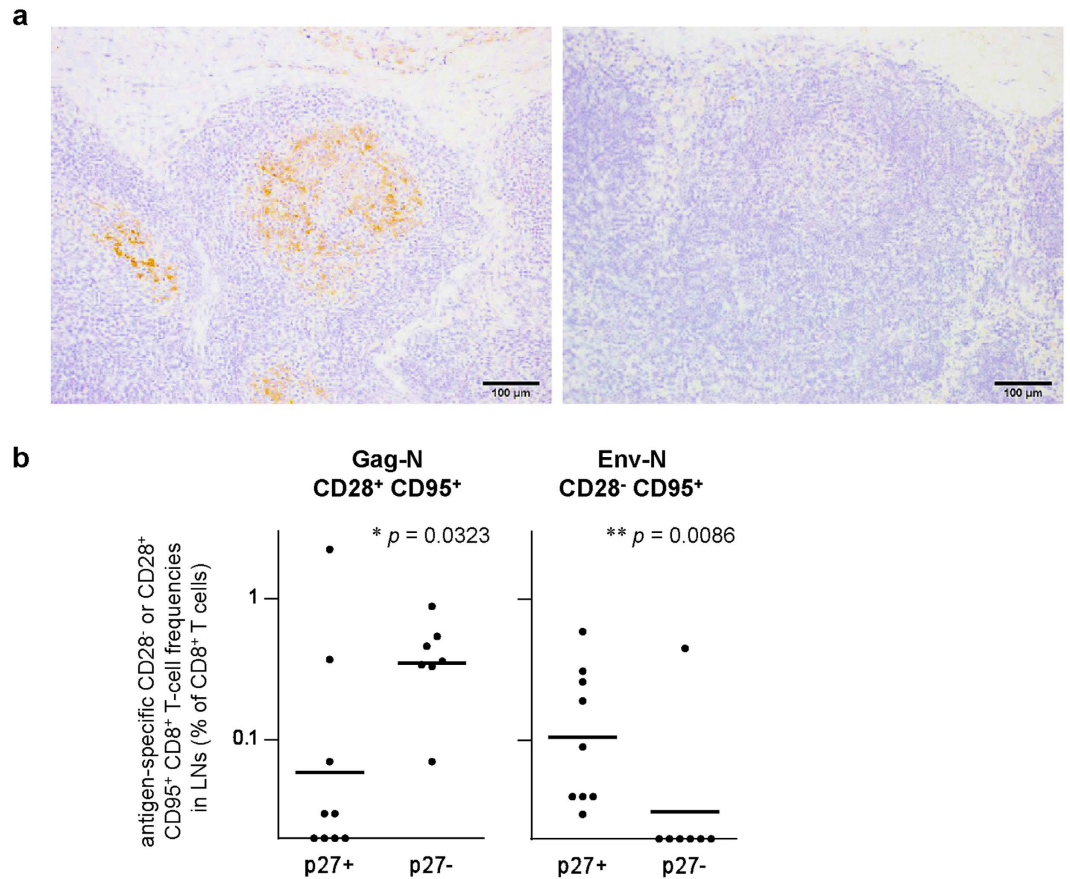 a
100 µm
100 µm
b
Gag-N
CD28⁺ CD95⁺
Env-N
CD28⁻ CD95⁺
* p = 0.0323
** p = 0.0086
antigen-specific CD28⁻ or CD28⁺
CD95⁺ CD8⁺ T-cell frequencies
in LNs (% of CD8⁺ T cells)
1
0.1
p27+
p27-
p27+
p27-